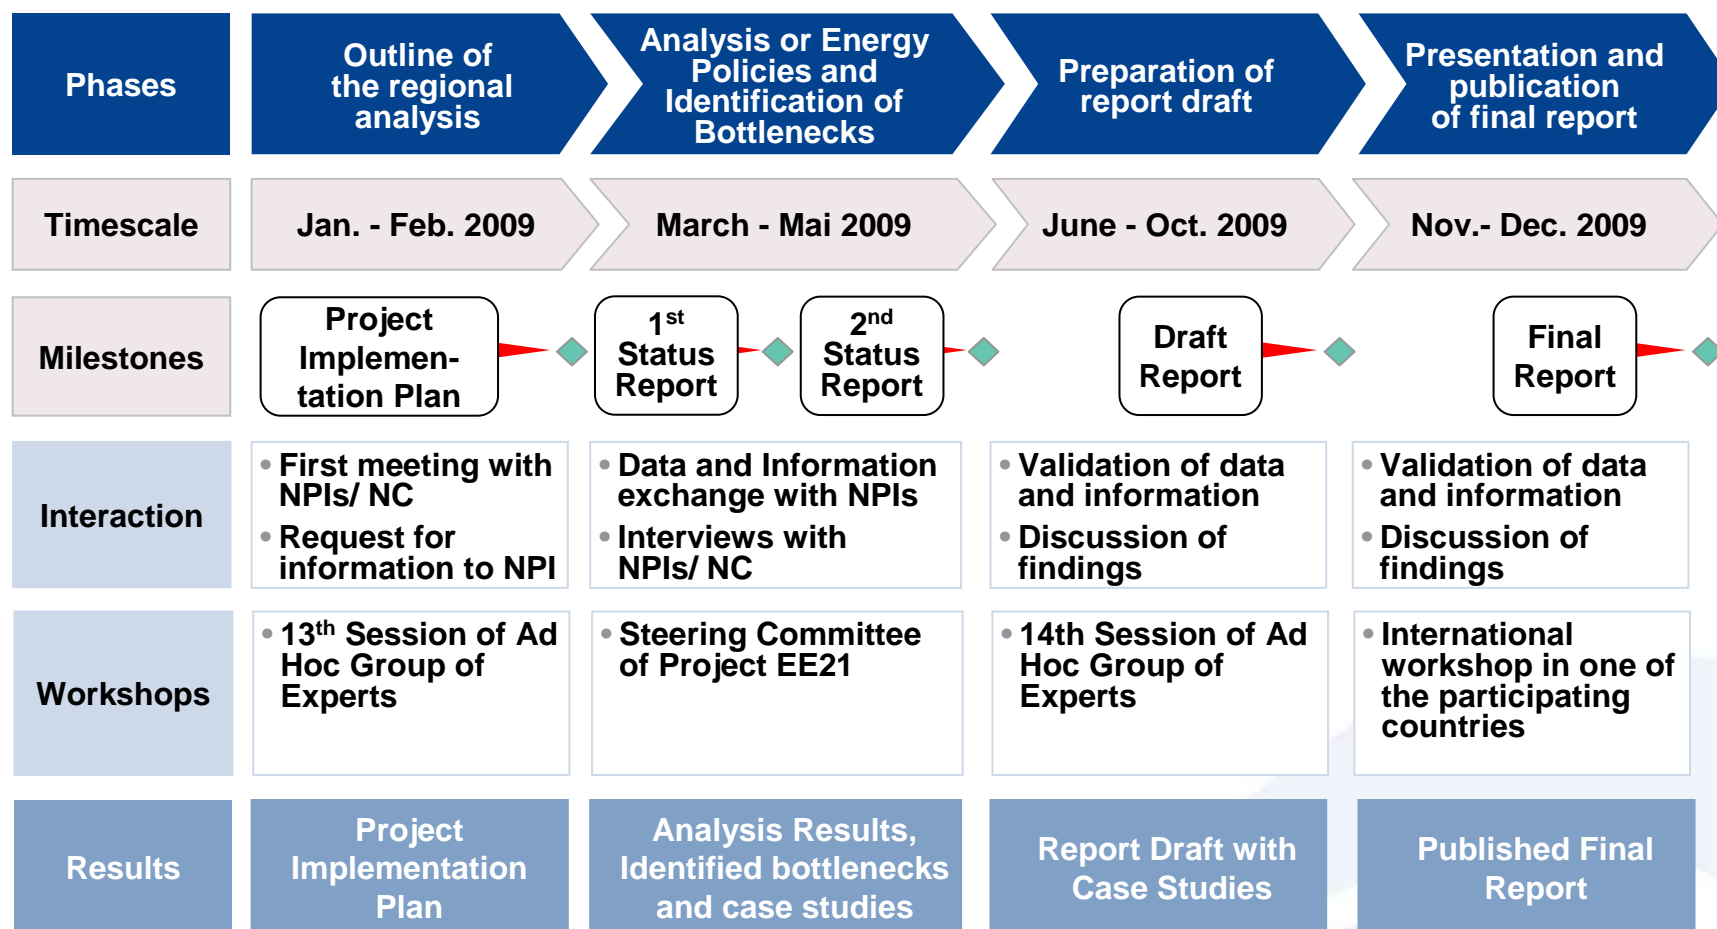 Phases
Outline of
the regional
analysis
Analysis or Energy
Policies and
Identification of
Bottlenecks
Preparation of
report draft
Presentation and
publication
of final report
Timescale
Jan. - Feb. 2009
March - Mai 2009
June - Oct. 2009
Nov.- Dec. 2009
Milestones
Project
Implemen-
tation Plan
1st
Status
Report
2nd
Status
Report
Draft
Report
Final
Report
Interaction
• First meeting with
NPIs/ NC
• Request for
information to NPI
• Data and Information
exchange with NPIs
• Interviews with
NPIs/ NC
• Validation of data
and information
• Discussion of
findings
• Validation of data
and information
• Discussion of
findings
Workshops
• 13th Session of Ad
Hoc Group of
Experts
• Steering Committee
of Project EE21
• 14th Session of Ad
Hoc Group of
Experts
• International
workshop in one of
the participating
countries
Results
Project
Implementation
Plan
Analysis Results,
Identified bottlenecks
and case studies
Report Draft with
Case Studies
Published Final
Report